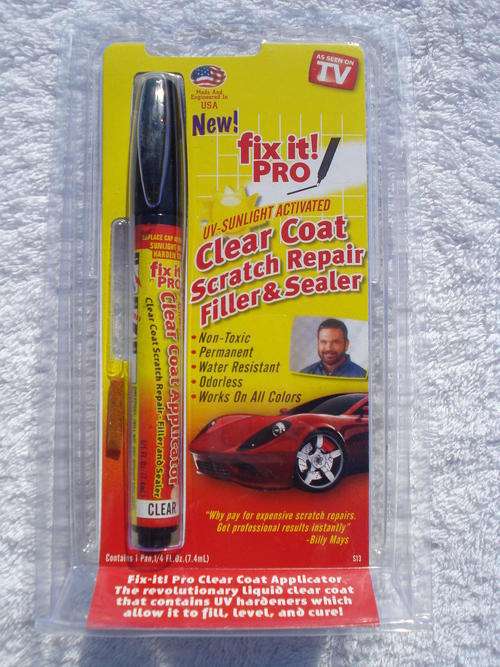 AS SEEN ON
TV
Made And
Engineered In
USA
New!
fix it!
PRO
UV-SUNLIGHT ACTIVATED
Clear Coat
Scratch Repair
Filler & Sealer
• Non-Toxic
• Permanent
• Water Resistant
• Odorless
• Works On All Colors
fix it!
PRO
Clear Coat Applicator
Clear Coat Scratch Repair - Filler and Sealer
CLEAR
"Why pay for expensive scratch repairs.
Get professional results instantly"
-Billy Mays
Contains 1 Pen,1/4 Fl.Oz.(7.4mL)
S13
Fix-it! Pro Clear Coat Applicator
The revolutionary liquid clear coat
that contains UV hardeners which
allow it to fill, level, and cure!